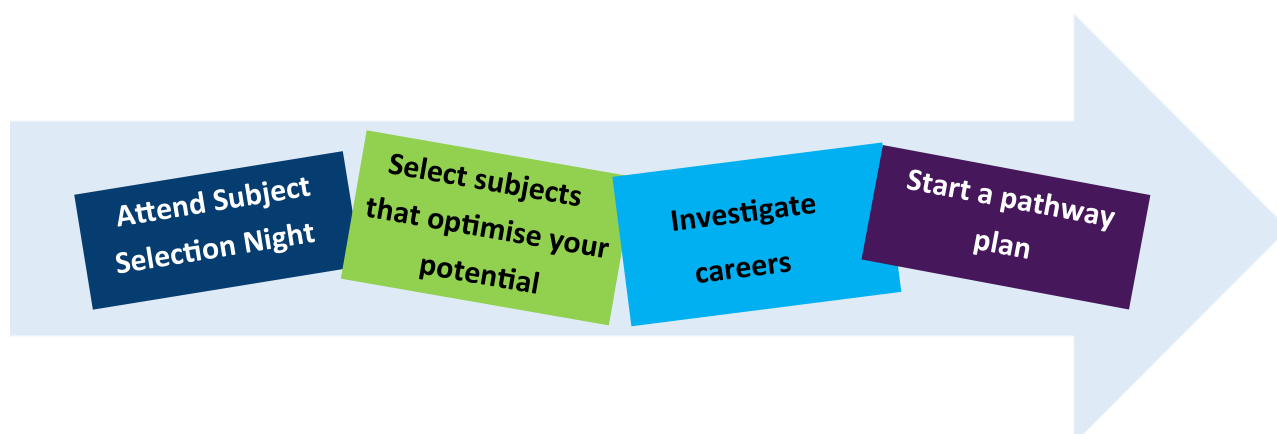 Attend Subject
Selection Night
Select subjects
that optimise your
potential
Investigate
careers
Start a pathway
plan